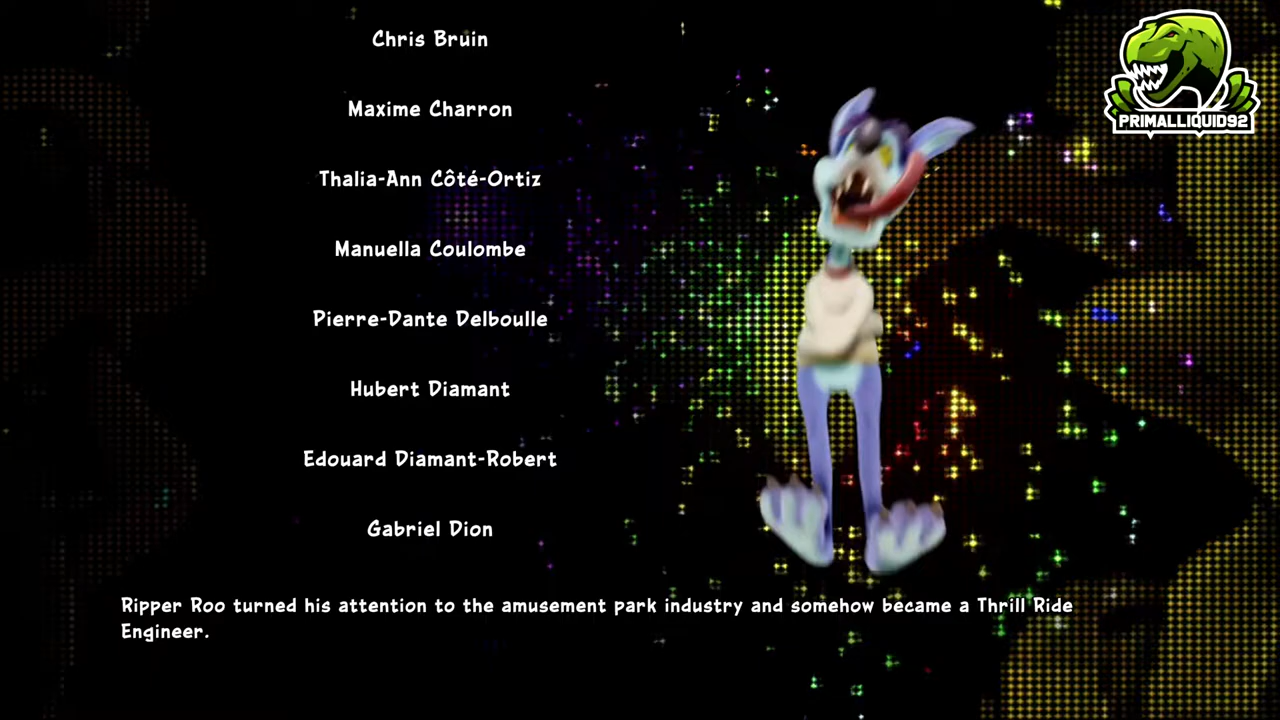 Chris Bruin
Maxime Charron
Thalia-Ann Côté-Ortiz
Manuella Coulombe
Pierre-Dante Delboulle
Hubert Diamant
Edouard Diamant-Robert
Gabriel Dion
Ripper Roo turned his attention to the amusement park industry and somehow became a Thrill Ride
Engineer.
PRIMALLIQUID92